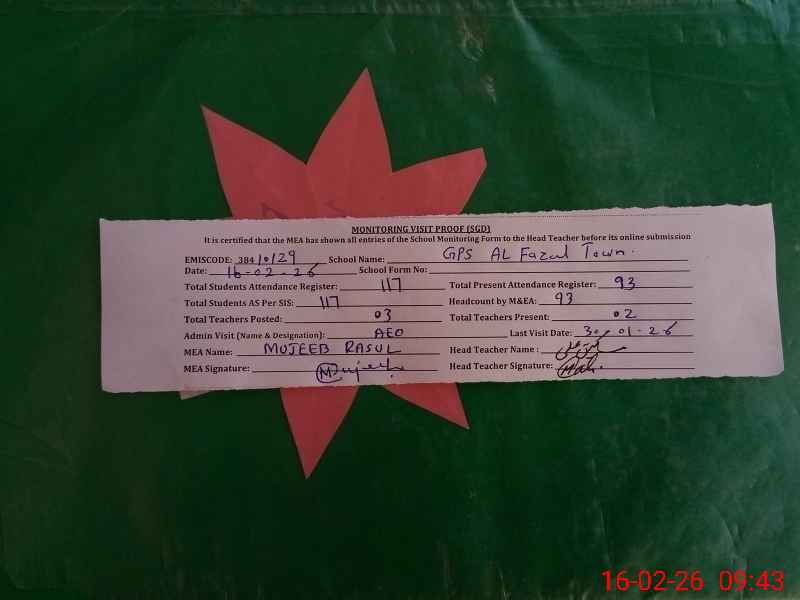 MONITORING VISIT PROOF (SGD)
It is certified that the MEA has shown all entries of the School Monitoring Form to the Head Teacher before its online submission
EMISCODE: 38410129 School Name: GPS AL Fazal Town.
Date: 16-02-26 School Form No:
Total Students Attendance Register: 117 Total Present Attendance Register: 93
Total Students AS Per SIS: 117 Headcount by M&EA: 93
Total Teachers Posted: 03 Total Teachers Present: 02
Admin Visit (Name & Designation): AEO Last Visit Date: 30-01-26
MEA Name: MUJEEB RASUL Head Teacher Name:
MEA Signature: Mujeeb Head Teacher Signature:
16-02-26 09:43